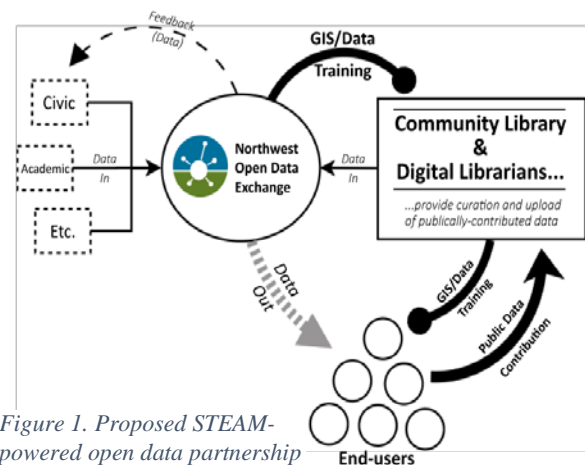 Feedback
(Data)
GIS/Data
Training
Civic
Academic
Etc.
Data
In
Northwest
Open Data
Exchange
Data
In
Community Library
&
Digital Librarians...
...provide curation and upload
of publically-contributed data
Data
Out
GIS/Data
Training
Public Data
Contribution
End-users
Figure 1. Proposed STEAM-
powered open data partnership